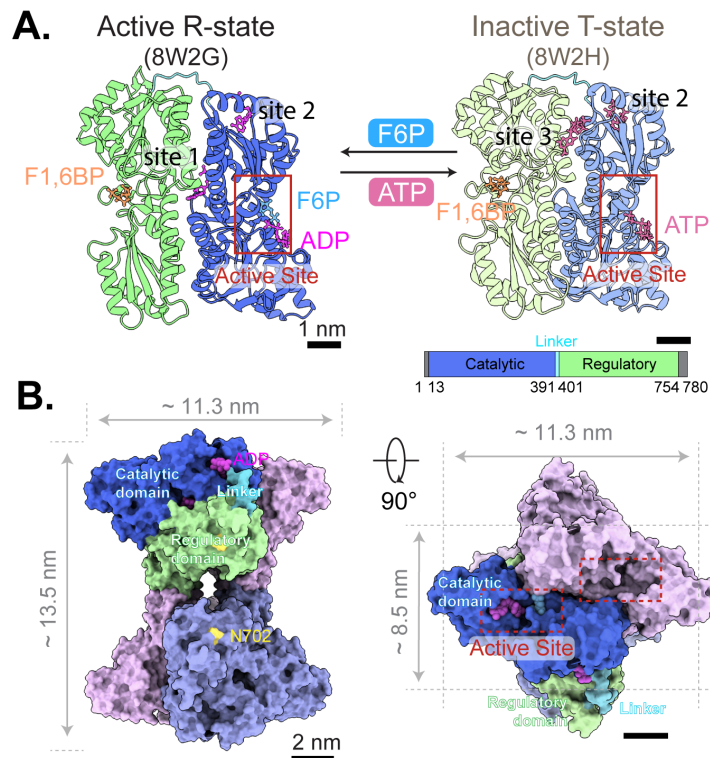 A.
Active R-state
(8W2G)
Inactive T-state
(8W2H)
site 2
site 1
F1,6BP
F6P
ADP
Active Site
1 nm
F6P
ATP
site 2
site 3
F1,6BP
ATP
Active Site
Linker
Catalytic
Regulatory
1 13 391 401 754 780
B.
~ 11.3 nm
~ 13.5 nm
ADP
Catalytic
domain
Linker
Regulatory
domain
N702
2 nm
90°
~ 11.3 nm
~ 8.5 nm
Catalytic
domain
Active Site
Regulatory
domain
Linker